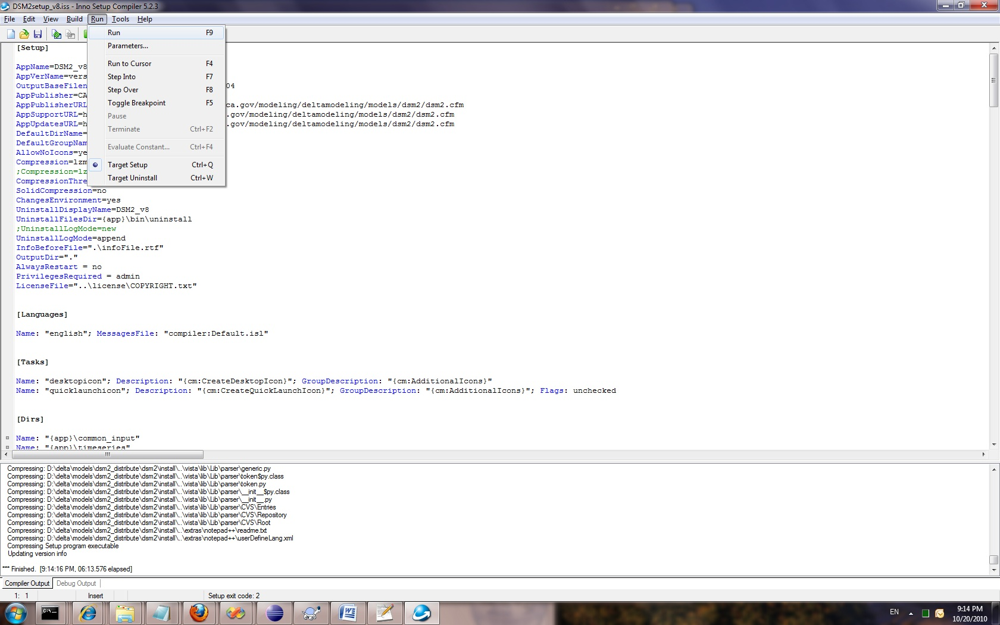 DSM2setup_v8.iss - Inno Setup Compiler 5.2.3
File Edit View Build Run Tools Help
Run F9
Parameters...
Run to Cursor F4
Step Into F7
Step Over F8
Toggle Breakpoint F5
Pause
Terminate Ctrl+F2
Evaluate Constant... Ctrl+F4
Target Setup Ctrl+Q
Target Uninstall Ctrl+W
[Setup]
AppName=DSM2_v8
AppVerName=vers
OutputBaseFilen 04
AppPublisher=CA
AppPublisherURL ca.gov/modeling/deltamodeling/models/dsm2/dsm2.cfm
AppSupportURL=h .gov/modeling/deltamodeling/models/dsm2/dsm2.cfm
AppUpdatesURL=h .gov/modeling/deltamodeling/models/dsm2/dsm2.cfm
DefaultDirName=
DefaultGroupNam
AllowNoIcons=ye
Compression=lzm
;Compression=lz
CompressionThre
SolidCompression=no
ChangesEnvironment=yes
UninstallDisplayName=DSM2_v8
UninstallFilesDir={app}\bin\uninstall
;UninstallLogMode=new
UninstallLogMode=append
InfoBeforeFile=".\infoFile.rtf"
OutputDir="."
AlwaysRestart = no
PrivilegesRequired = admin
LicenseFile="..\license\COPYRIGHT.txt"
[Languages]
Name: "english"; MessagesFile: "compiler:Default.isl"
[Tasks]
Name: "desktopicon"; Description: "{cm:CreateDesktopIcon}"; GroupDescription: "{cm:AdditionalIcons}"
Name: "quicklaunchicon"; Description: "{cm:CreateQuickLaunchIcon}"; GroupDescription: "{cm:AdditionalIcons}"; Flags: unchecked
[Dirs]
Name: "{app}\common_input"
Name: "{app}\timeseries"
Compressing: D:\delta\models\dsm2_distribute\dsm2\install\..\vista\lib\Lib\parser\generic.py
Compressing: D:\delta\models\dsm2_distribute\dsm2\install\..\vista\lib\Lib\parser\token$py.class
Compressing: D:\delta\models\dsm2_distribute\dsm2\install\..\vista\lib\Lib\parser\token.py
Compressing: D:\delta\models\dsm2_distribute\dsm2\install\..\vista\lib\Lib\parser\__init__$py.class
Compressing: D:\delta\models\dsm2_distribute\dsm2\install\..\vista\lib\Lib\parser\__init__.py
Compressing: D:\delta\models\dsm2_distribute\dsm2\install\..\vista\lib\Lib\parser\CVS\Entries
Compressing: D:\delta\models\dsm2_distribute\dsm2\install\..\vista\lib\Lib\parser\CVS\Repository
Compressing: D:\delta\models\dsm2_distribute\dsm2\install\..\vista\lib\Lib\parser\CVS\Root
Compressing: D:\delta\models\dsm2_distribute\dsm2\install\..\extras\notepad++\readme.txt
Compressing: D:\delta\models\dsm2_distribute\dsm2\install\..\extras\notepad++\userDefineLang.xml
Compressing Setup program executable
Updating version info
*** Finished. [9:14:16 PM, 06:13.576 elapsed]
Compiler Output Debug Output
1: 1 Insert Setup exit code: 2
C:\
EN 9:14 PM
10/20/2010